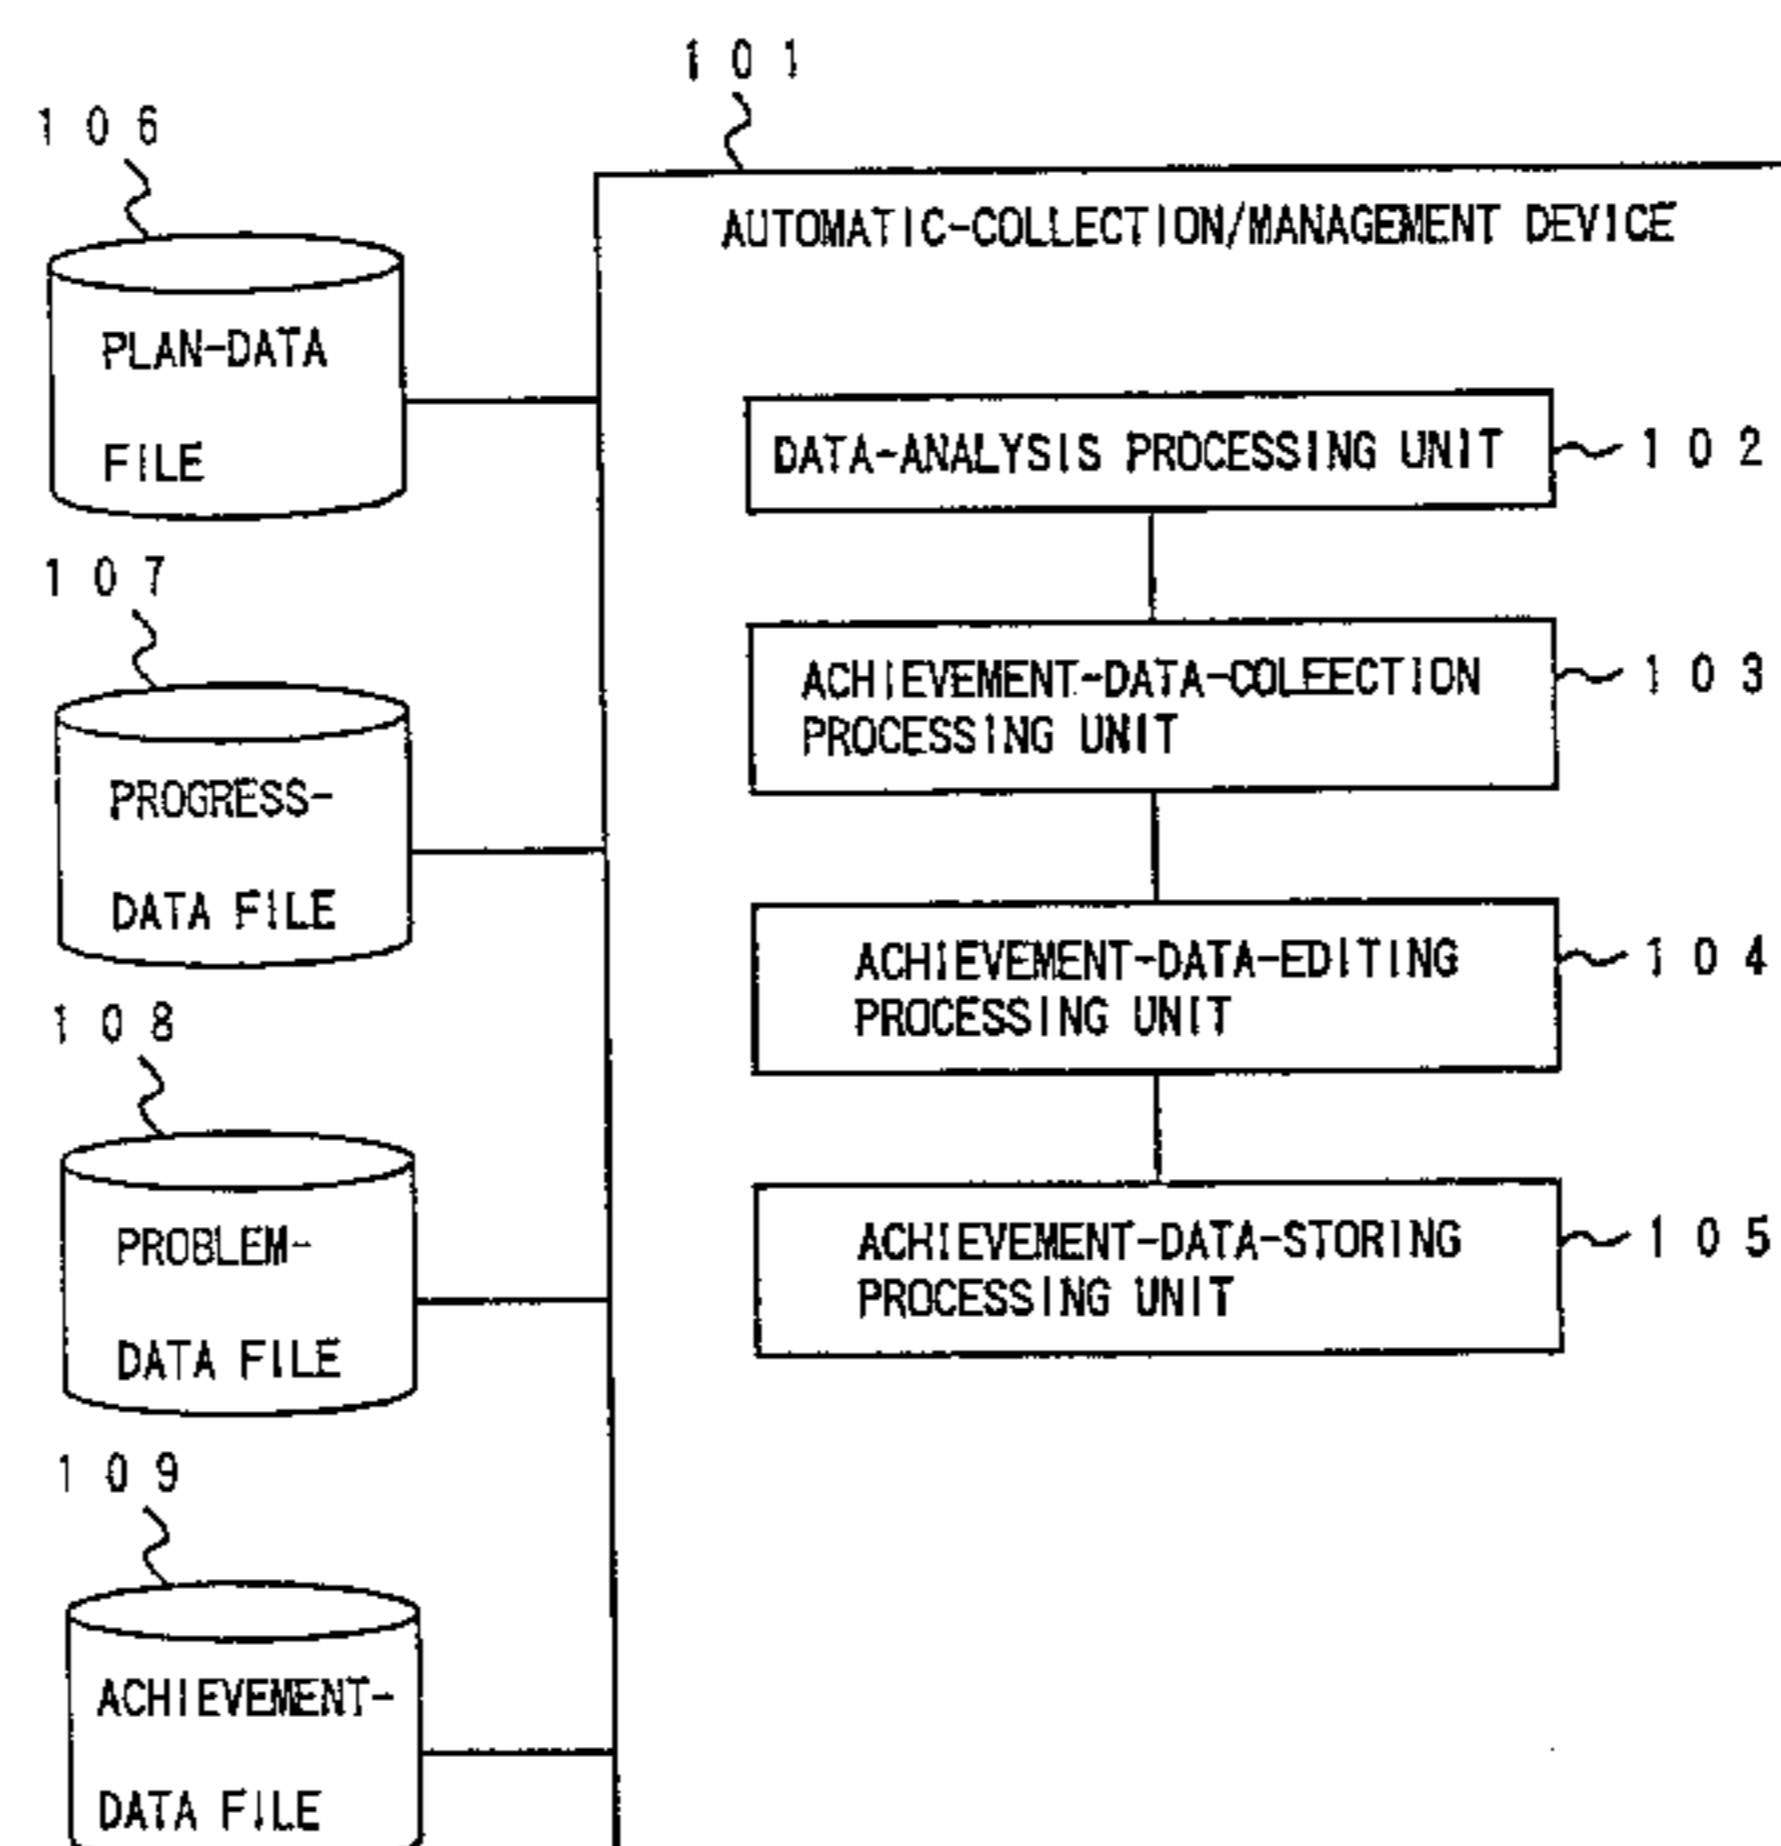 101
106
AUTOMATIC-COLLECTION/MANAGEMENT DEVICE
PLAN-DATA
FILE
DATA-ANALYSIS PROCESSING UNIT
102
107
ACHIEVEMENT-DATA-COLEECTION
PROCESSING UNIT
103
PROGRESS-
DATA FILE
ACHIEVEMENT-DATA-EDITING
PROCESSING UNIT
104
108
PROBLEM-
DATA FILE
ACHIEVEMENT-DATA-STORING
PROCESSING UNIT
105
109
ACHIEVEMENT-
DATA FILE